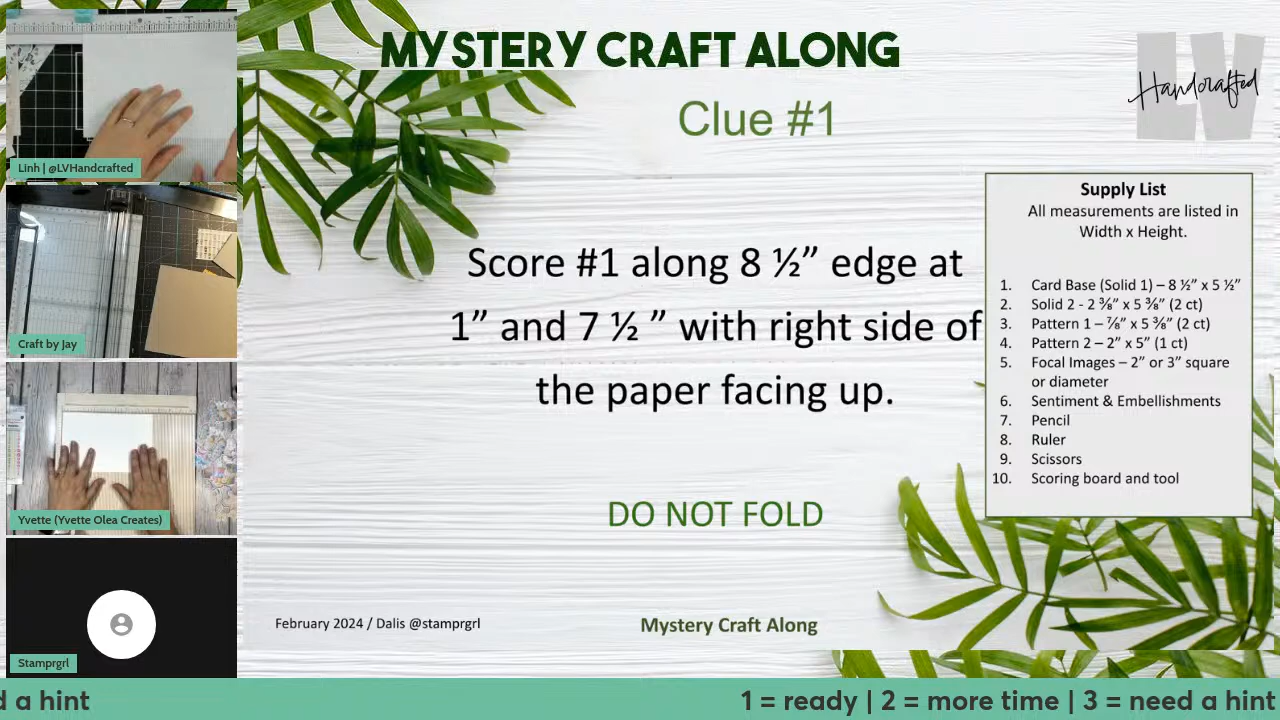 MYSTERY CRAFT ALONG
Handcrafted
Clue #1
Linh | @LVHandcrafted
Craft by Jay
Yvette (Yvette Olea Creates)
Stamprgrl
Score #1 along 8 ½” edge at
1” and 7 ½ ” with right side of
the paper facing up.
DO NOT FOLD
February 2024 / Dalis @stamprgrl
Mystery Craft Along
Supply List
All measurements are listed in
Width x Height.
1. Card Base (Solid 1) – 8 ½” x 5 ½”
2. Solid 2 - 2 ⅜” x 5 ⅜” (2 ct)
3. Pattern 1 – ⅞” x 5 ⅜” (2 ct)
4. Pattern 2 – 2” x 5” (1 ct)
5. Focal Images – 2” or 3” square
or diameter
6. Sentiment & Embellishments
7. Pencil
8. Ruler
9. Scissors
10. Scoring board and tool
d a hint
1 = ready | 2 = more time | 3 = need a hint